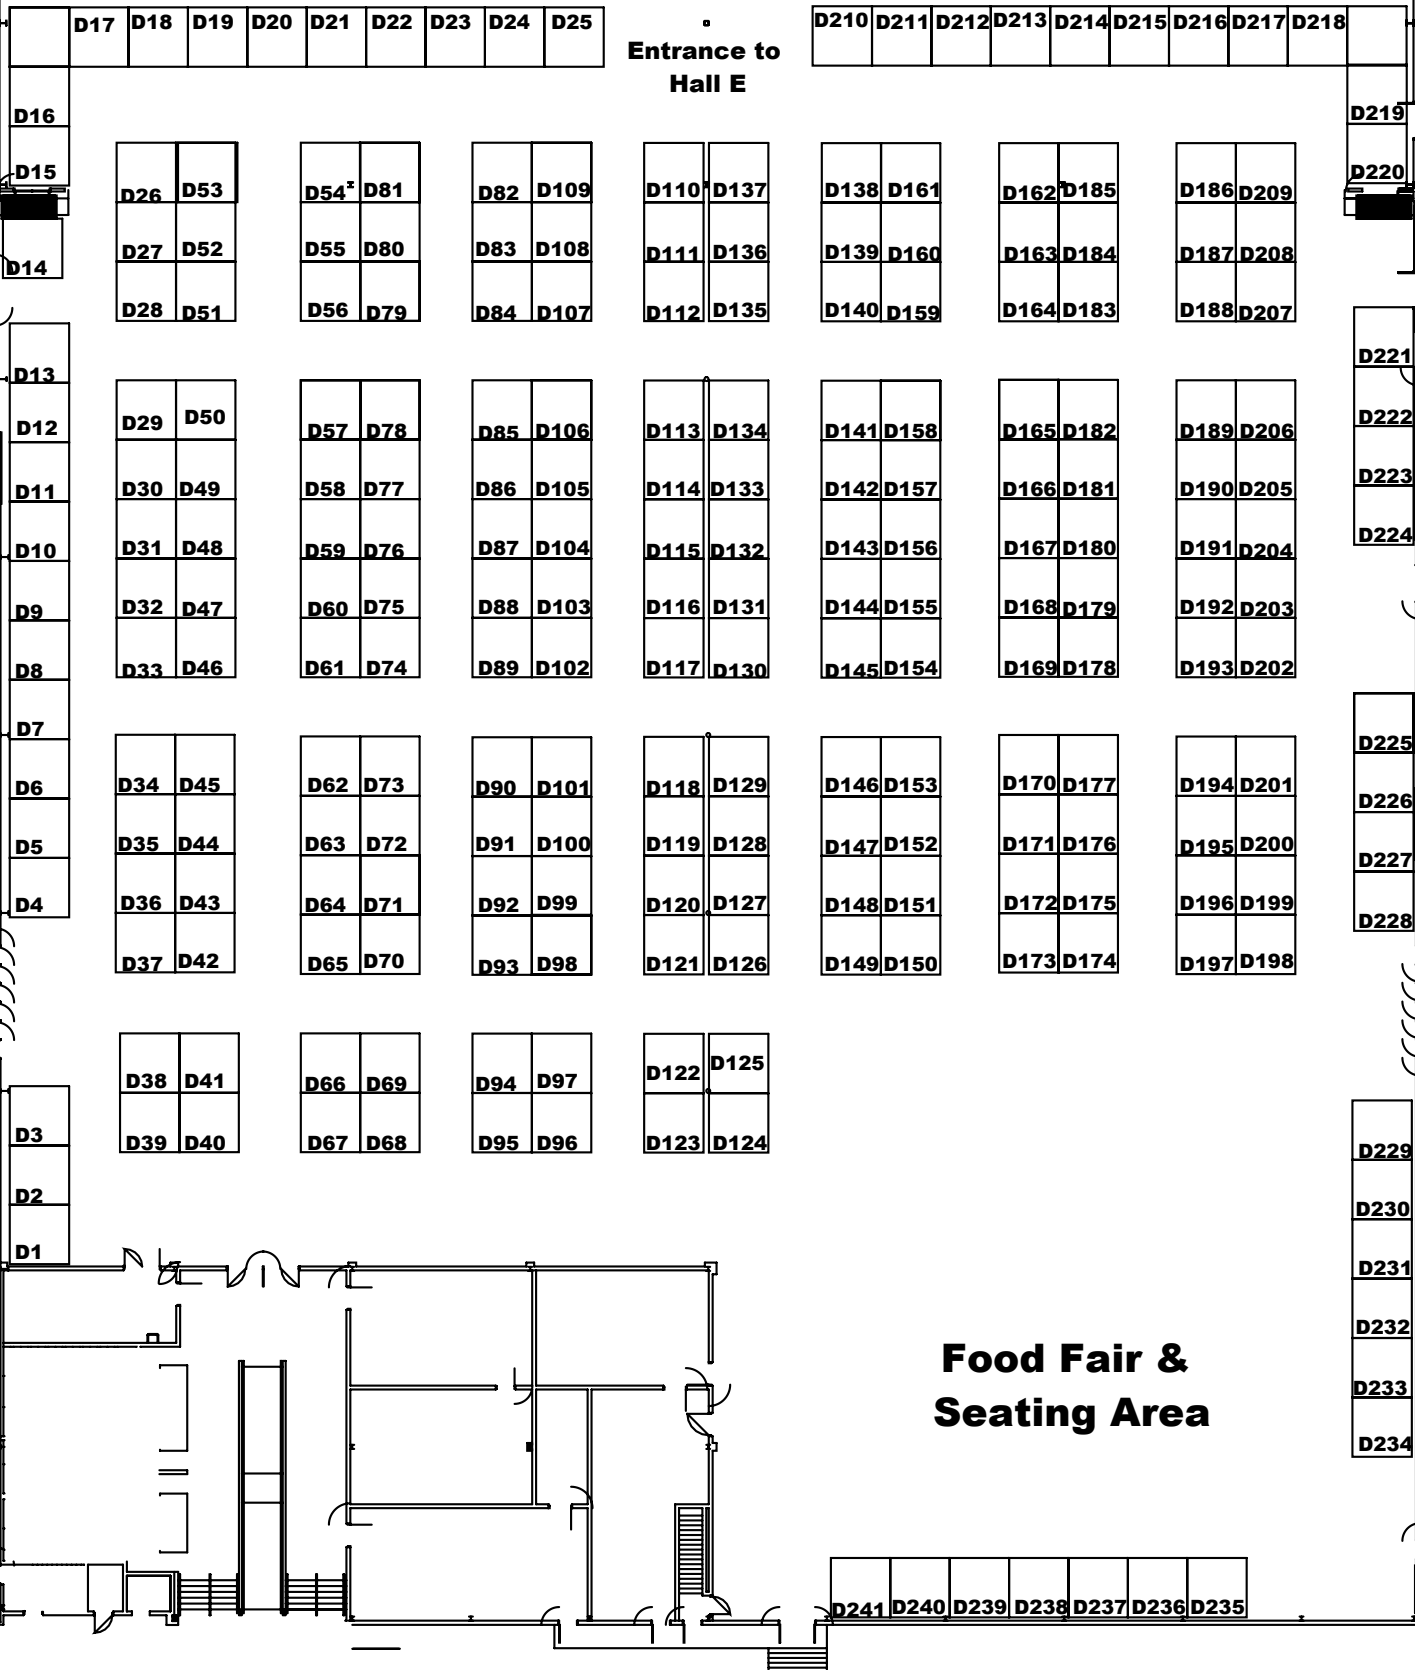 D17 D18 D19 D20 D21 D22 D23 D24 D25 D210 D211 D212 D213 D214 D215 D216 D217 D218
Entrance to
Hall E
D16 D219
D15 D220
D26 D53 D54 D81 D82 D109 D110 D137 D138 D161 D162 D185 D186 D209
D27 D52 D55 D80 D83 D108 D111 D136 D139 D160 D163 D184 D187 D208
D14
D28 D51 D56 D79 D84 D107 D112 D135 D140 D159 D164 D183 D188 D207
D13 D221
D12 D29 D50 D57 D78 D85 D106 D113 D134 D141 D158 D165 D182 D189 D206 D222
D11 D30 D49 D58 D77 D86 D105 D114 D133 D142 D157 D166 D181 D190 D205 D223
D10 D31 D48 D59 D76 D87 D104 D115 D132 D143 D156 D167 D180 D191 D204 D224
D9 D32 D47 D60 D75 D88 D103 D116 D131 D144 D155 D168 D179 D192 D203
D8 D33 D46 D61 D74 D89 D102 D117 D130 D145 D154 D169 D178 D193 D202
D7 D225
D6 D34 D45 D62 D73 D90 D101 D118 D129 D146 D153 D170 D177 D194 D201 D226
D5 D35 D44 D63 D72 D91 D100 D119 D128 D147 D152 D171 D176 D195 D200 D227
D4 D36 D43 D64 D71 D92 D99 D120 D127 D148 D151 D172 D175 D196 D199 D228
D37 D42 D65 D70 D93 D98 D121 D126 D149 D150 D173 D174 D197 D198
D38 D41 D66 D69 D94 D97 D122 D125
D3 D39 D40 D67 D68 D95 D96 D123 D124 D229
D2 D230
D1 D231
D232
Food Fair &
D233
Seating Area
D234
D241 D240 D239 D238 D237 D236 D235